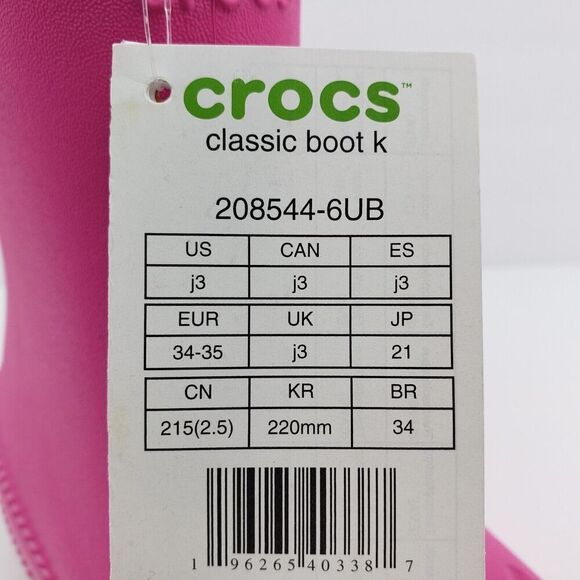 crocs™
classic boot k
208544-6UB
US CAN ES
j3 j3 j3
EUR UK JP
34-35 j3 21
CN KR BR
215(2.5) 220mm 34
1 96265 40338 7